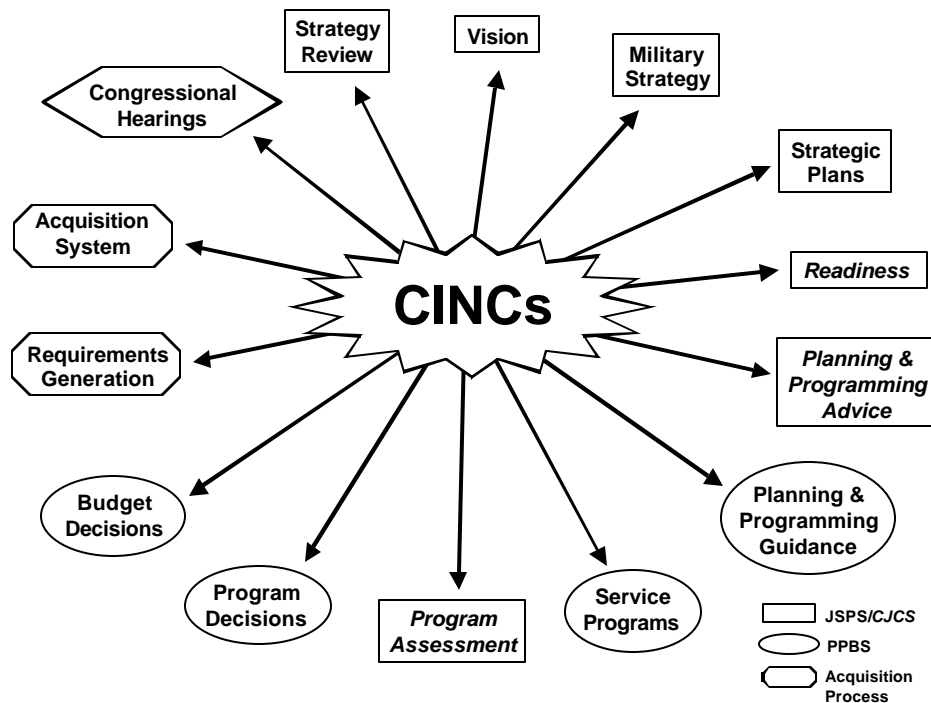 Strategy
Review
Vision
Military
Strategy
Congressional
Hearings
Strategic
Plans
Acquisition
System
Readiness
CINCs
Requirements
Generation
Planning &
Programming
Advice
Budget
Decisions
Planning &
Programming
Guidance
Program
Decisions
Program
Assessment
Service
Programs
JSPS/CJCS
PPBS
Acquisition
Process